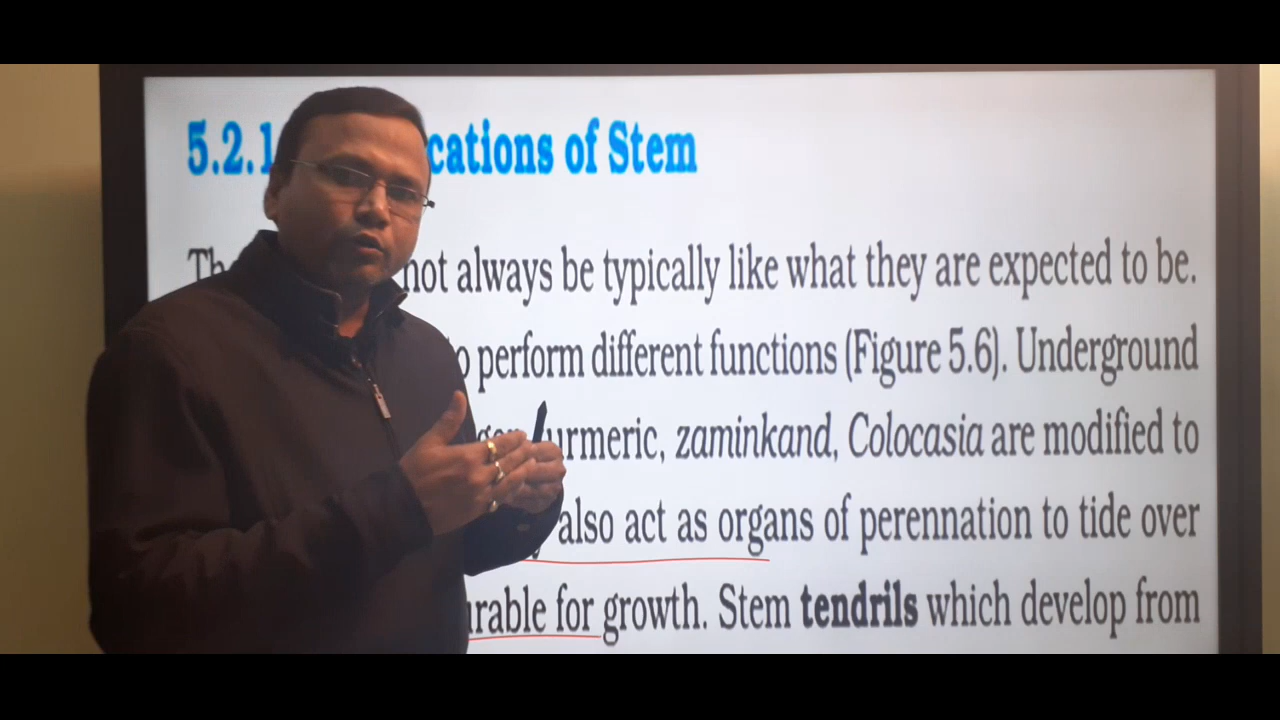 5.2.1 cations of Stem
Th not always be typically like what they are expected to be.
o perform different functions (Figure 5.6). Underground
urmeric, zaminkand, Colocasia are modified to
also act as organs of perennation to tide over
rable for growth. Stem tendrils which develop from